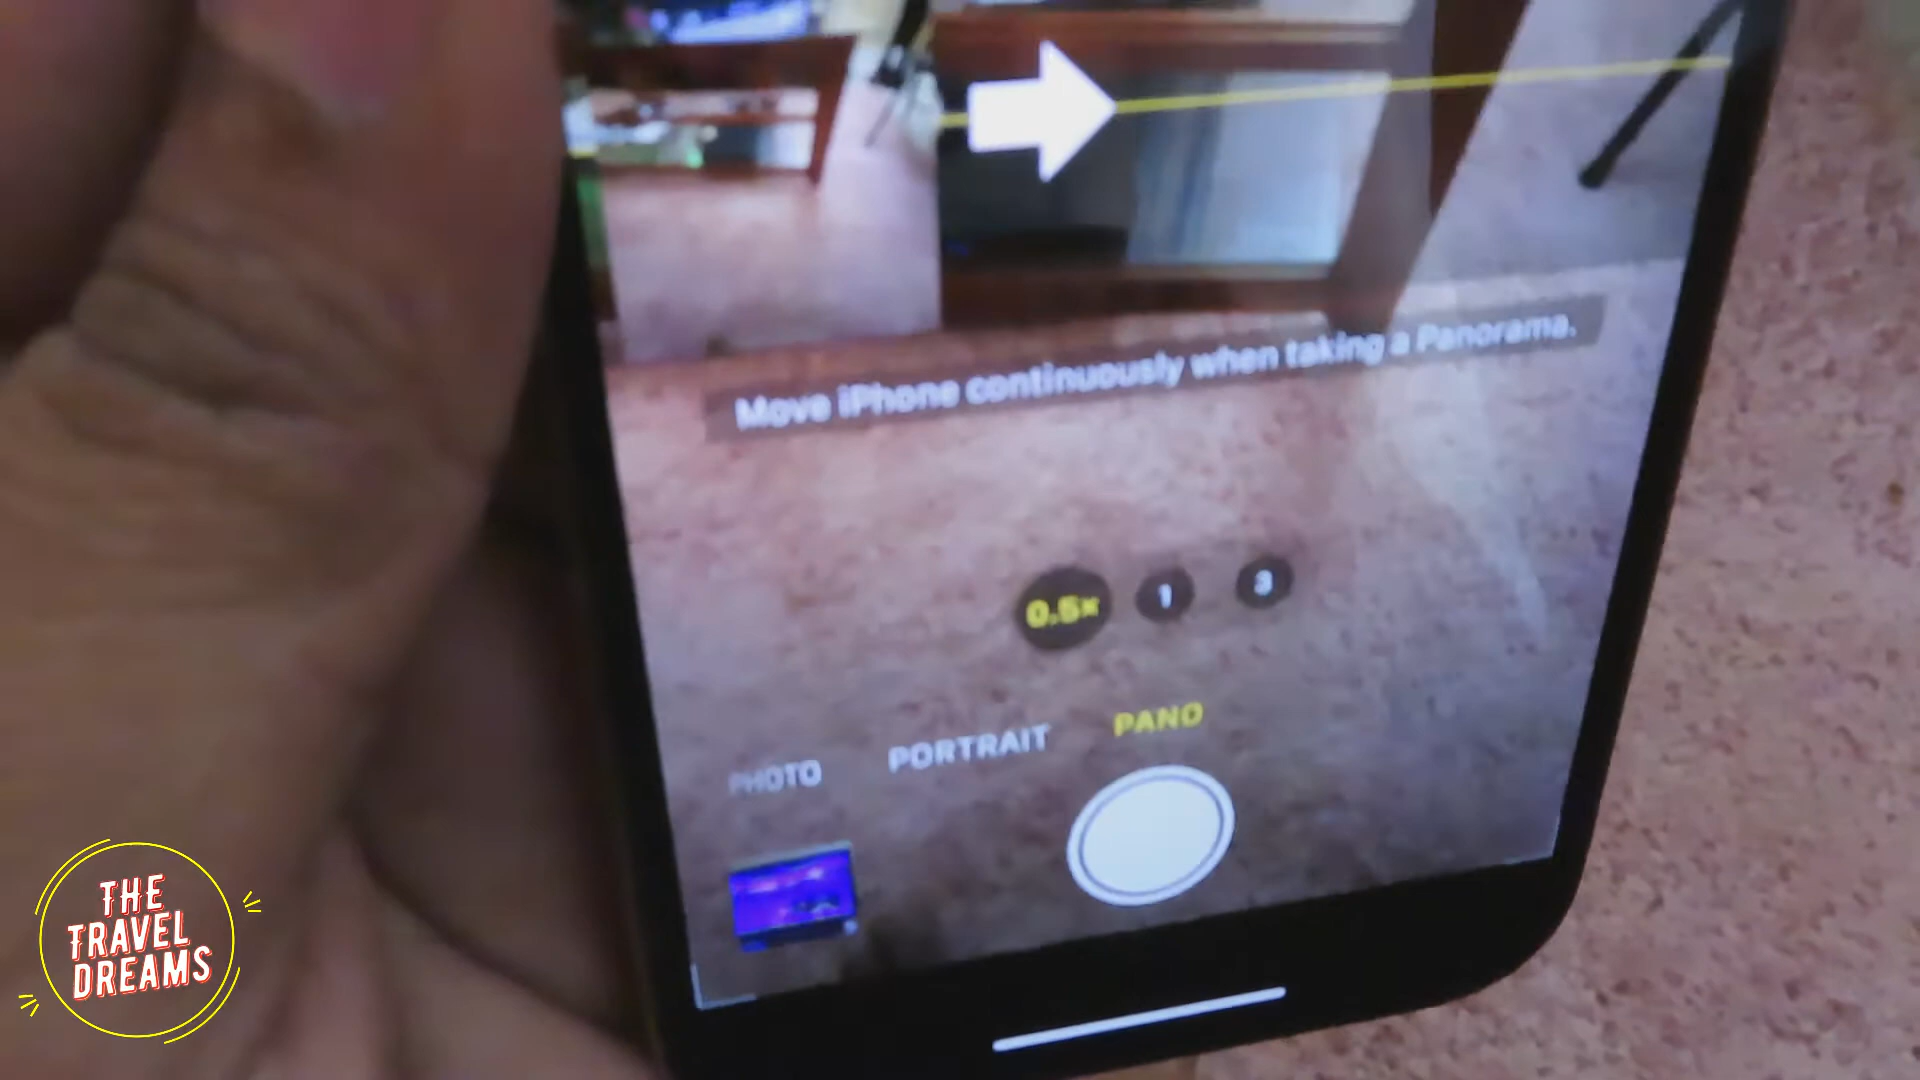 Move iPhone continuously when taking a Panorama.
0.5× 1 3
PHOTO PORTRAIT PANO
THE
TRAVEL
DREAMS